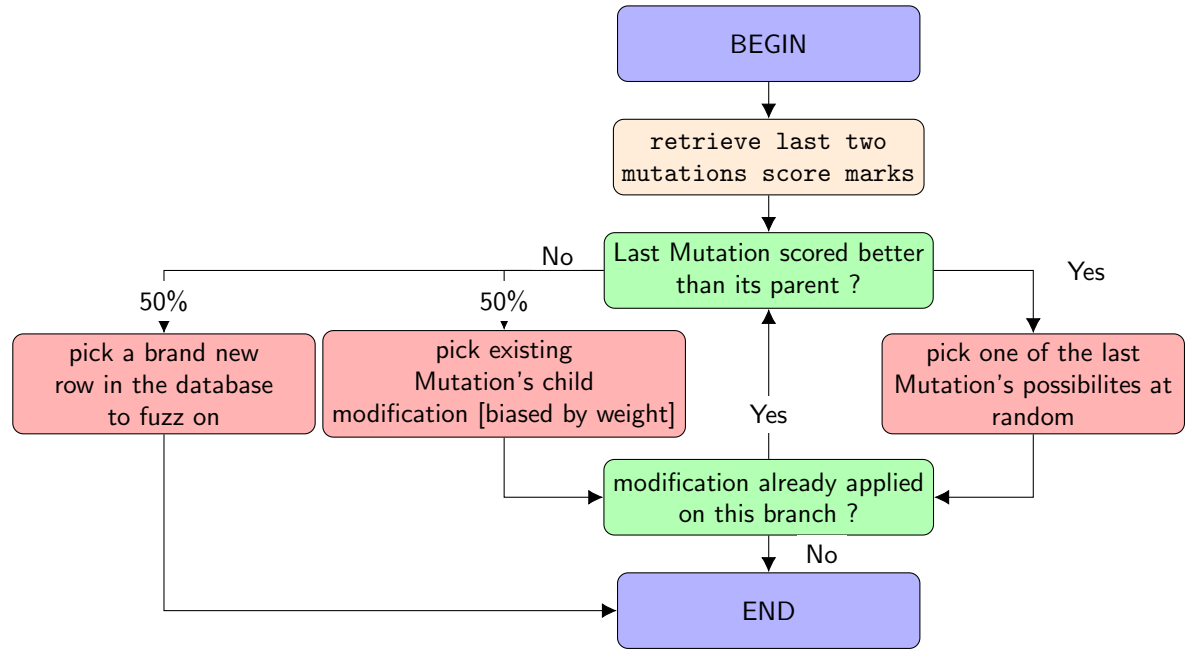 BEGIN
retrieve last two
mutations score marks
Last Mutation scored better
than its parent ?
No
Yes
50%
50%
pick a brand new
row in the database
to fuzz on
pick existing
Mutation's child
modification [biased by weight]
pick one of the last
Mutation's possibilites at
random
Yes
modification already applied
on this branch ?
No
END